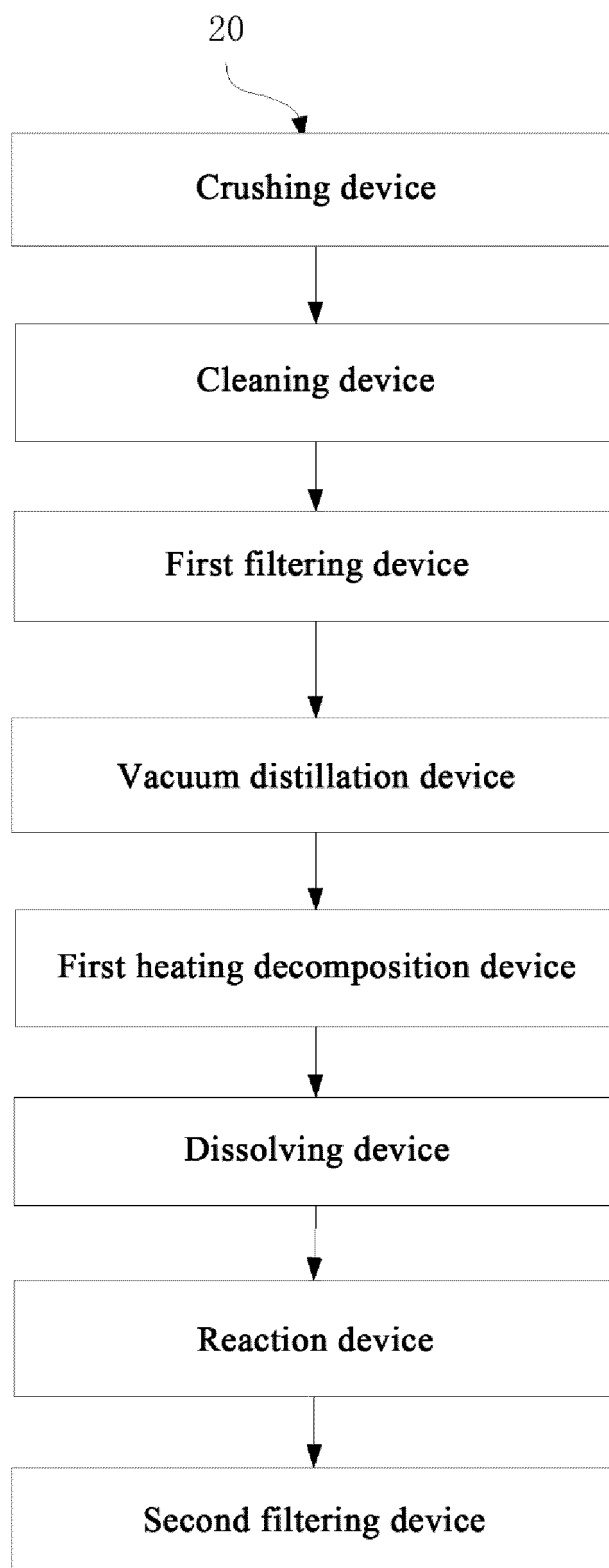 20
Crushing device
Cleaning device
First filtering device
Vacuum distillation device
First heating decomposition device
Dissolving device
Reaction device
Second filtering device